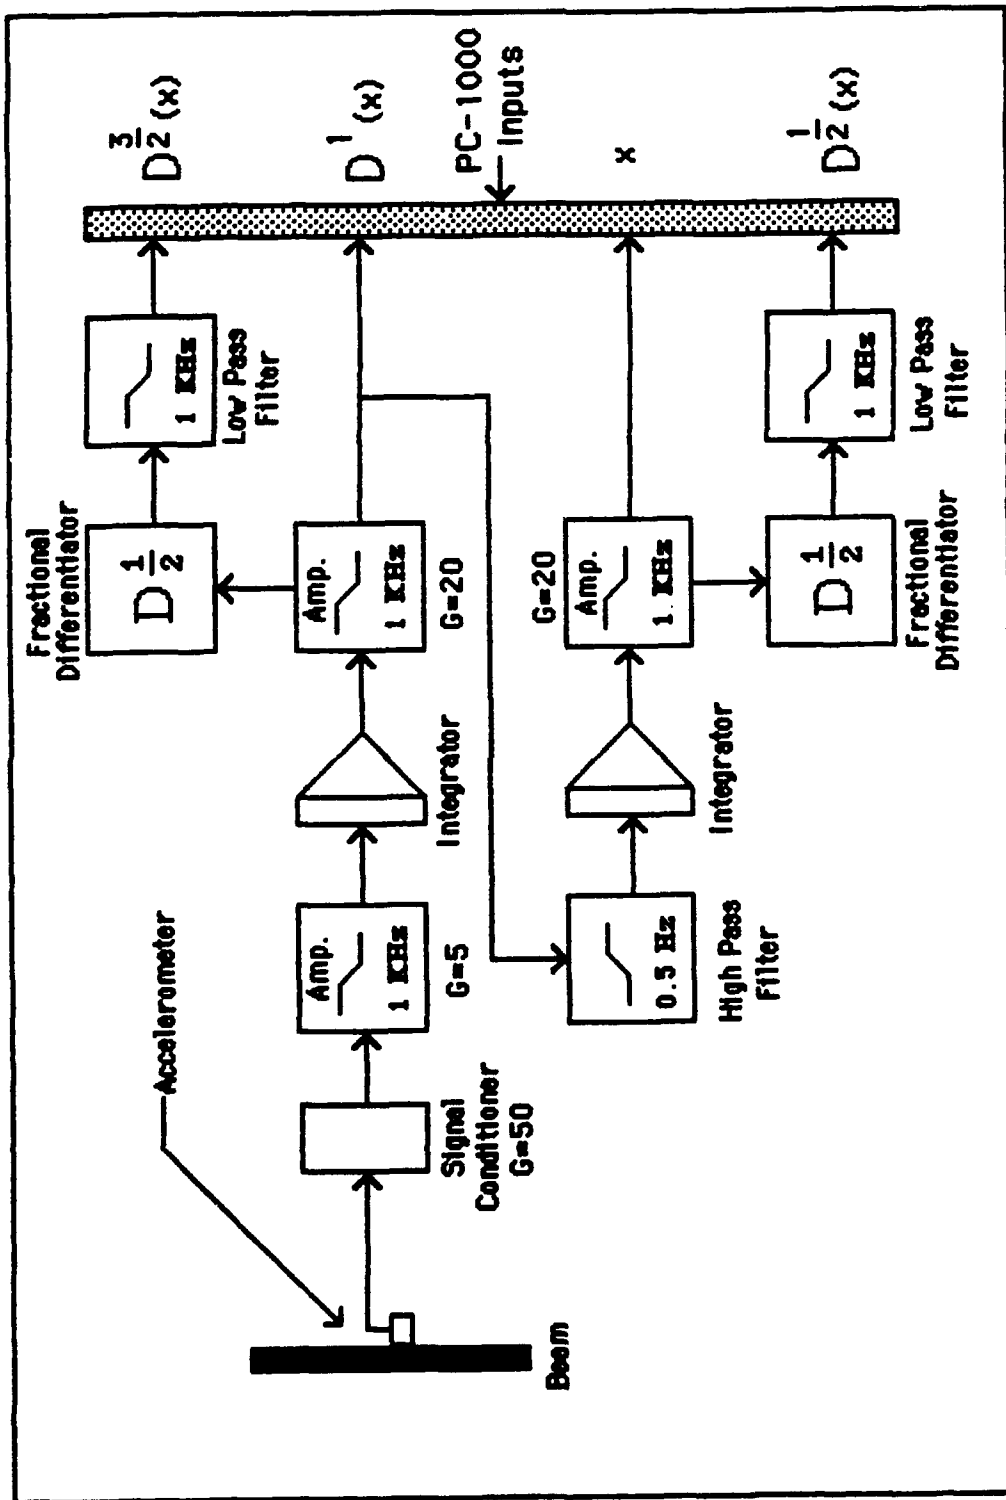 Fractional
Differentiator
D 1/2
1 KHz
Low Pass
Filter
D 3/2 (x)
Accelerometer
Beam
Signal
Conditioner
G=50
Amp.
1 KHz
G=5
Integrator
Amp.
1 KHz
G=20
D 1 (x)
PC-1000
Inputs
0.5 Hz
High Pass
Filter
Integrator
G=20
Amp.
1. KHz
x
D 1/2
Fractional
Differentiator
1 KHz
Low Pass
Filter
D 1/2 (x)